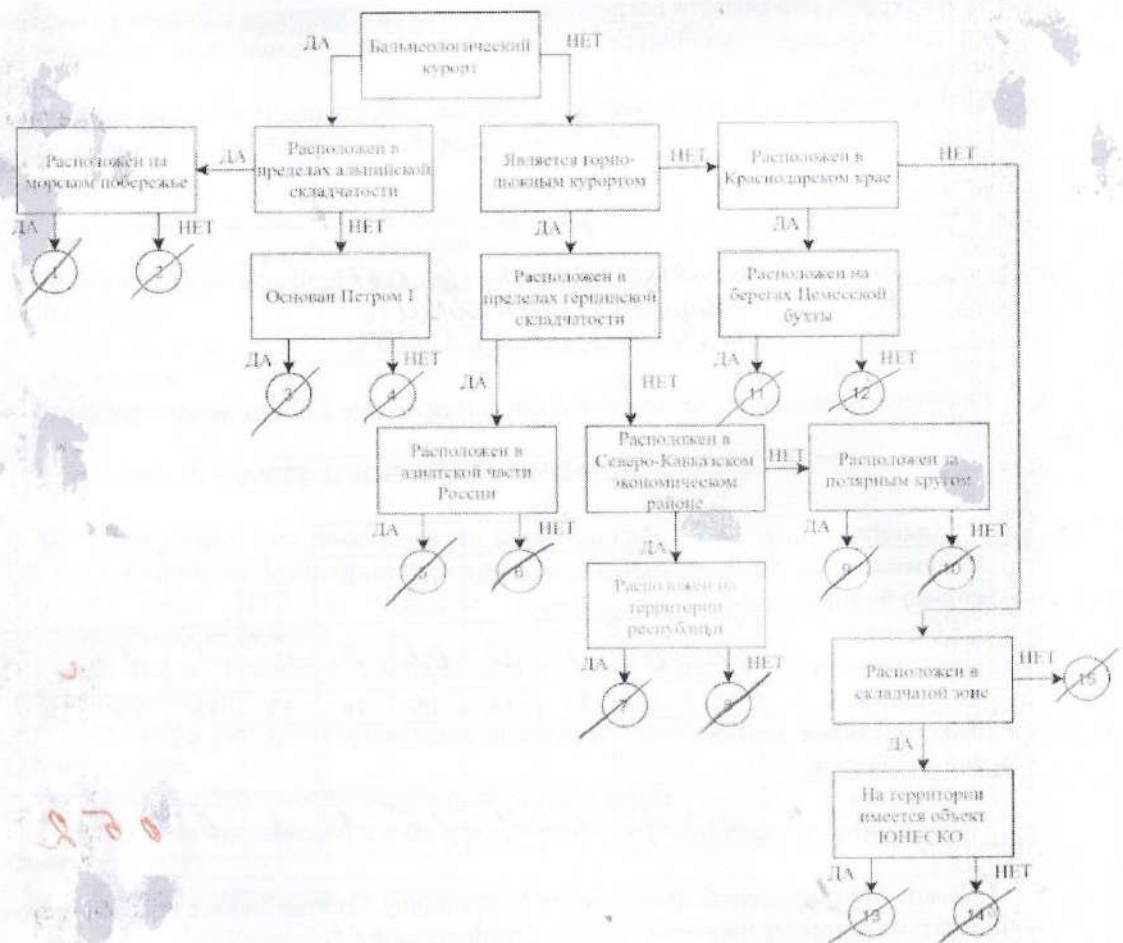 ДА
Бальнеологический
курорт
НЕТ
Расположен на
морском побережье
ДА
Расположен в
пределах альпийской
складчатости
Является горно-
лыжным курортом
НЕТ
Расположен в
Краснодарском крае
НЕТ
ДА
НЕТ
НЕТ
ДА
ДА
1
2
Основан Петром I
Расположен в
пределах герцинской
складчатости
Расположен на
берегах Цемесской
бухты
ДА
НЕТ
ДА
НЕТ
ДА
НЕТ
3
4
11
12
Расположен в
азиатской части
России
Расположен в
Северо-Кавказском
экономическом
районе
НЕТ
Расположен за
полярным кругом
ДА
НЕТ
ДА
ДА
НЕТ
5
6
9
10
Расположен на
территории
республики
ДА
НЕТ
7
8
Расположен в
складчатой зоне
НЕТ
15
ДА
На территории
имеется объект
ЮНЕСКО
ДА
НЕТ
13
14